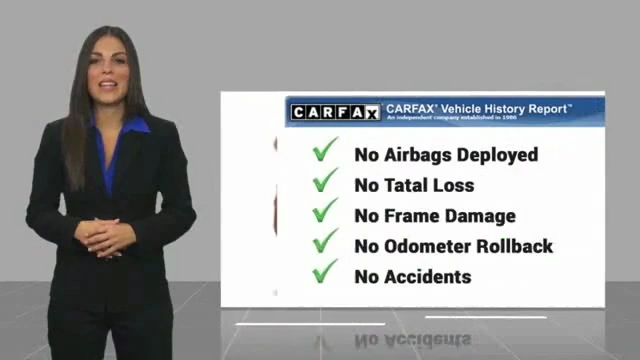 CARFAX CARFAX® Vehicle History Report™
An independent company established in 1986
No Airbags Deployed
No Tatal Loss
No Frame Damage
No Odometer Rollback
No Accidents